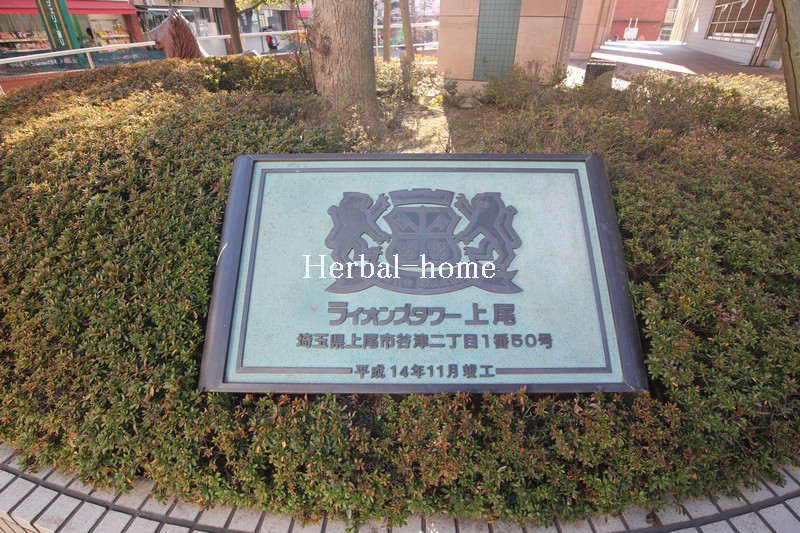 Herbal-home
ライオンズタワー上尾
埼玉県上尾市谷津二丁目1番50号
平成14年11月竣工